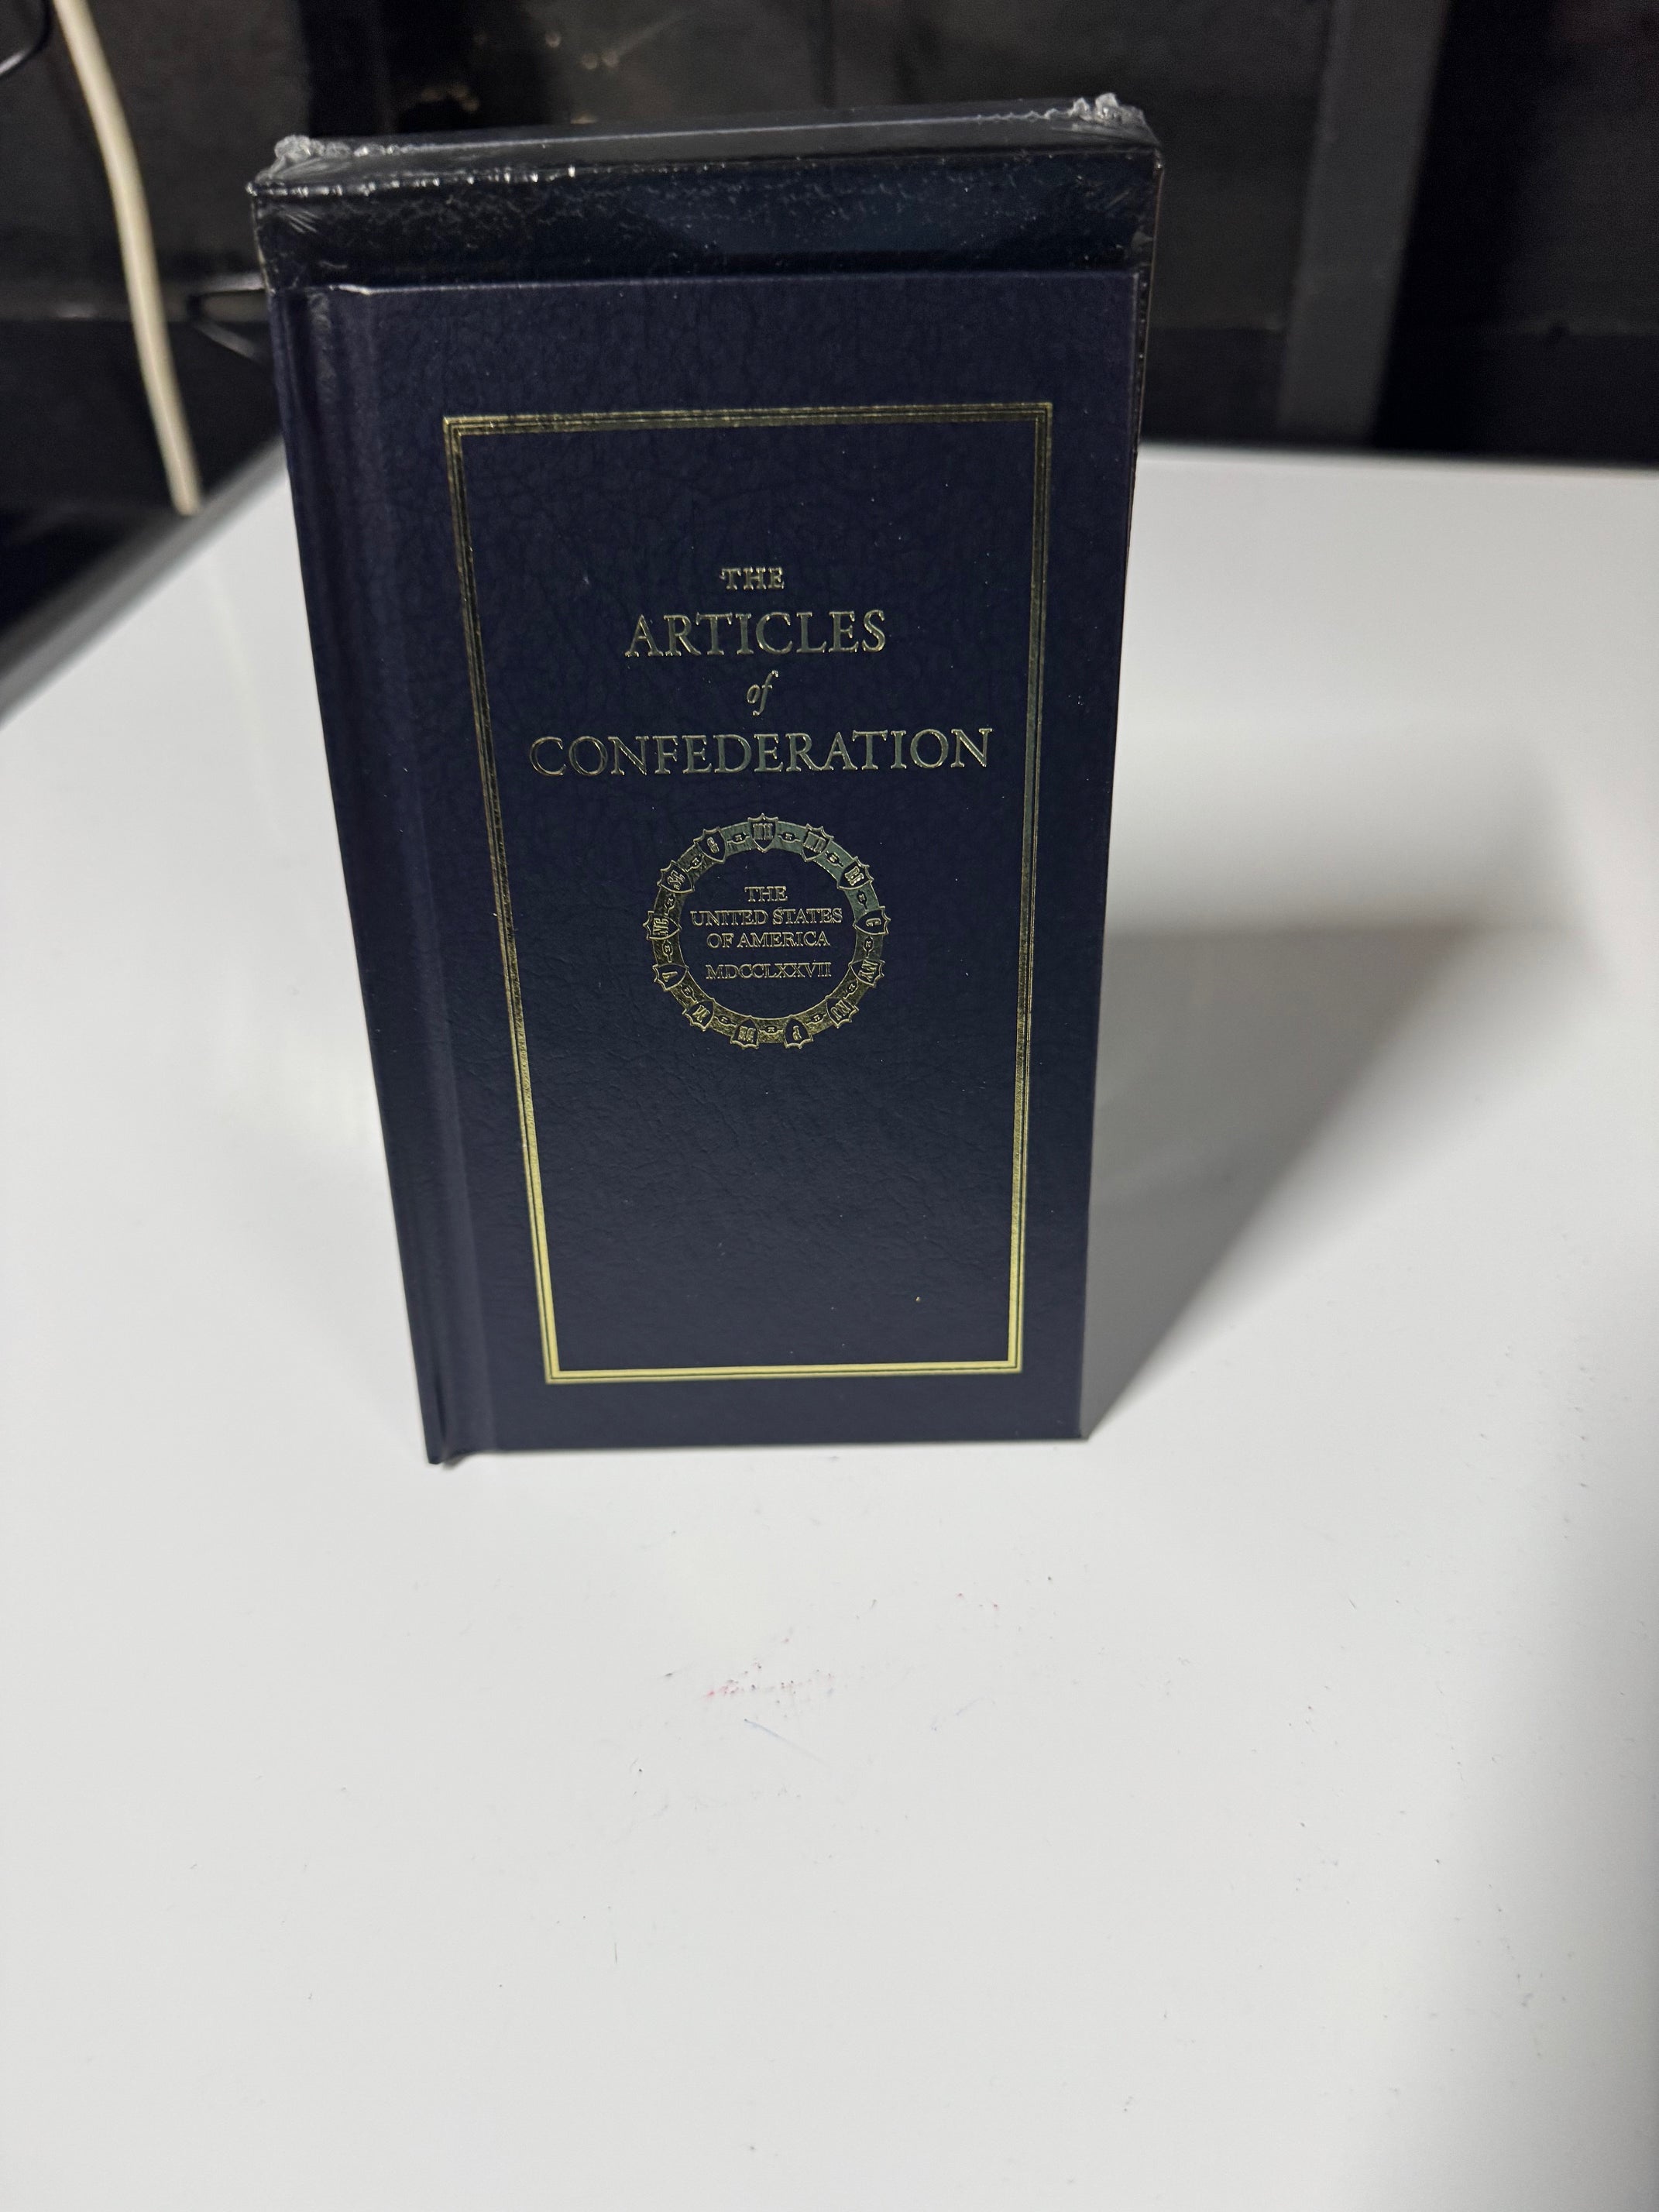 THE
ARTICLES
of
CONFEDERATION
THE
UNITED STATES
OF AMERICA
MDCCLXXVII